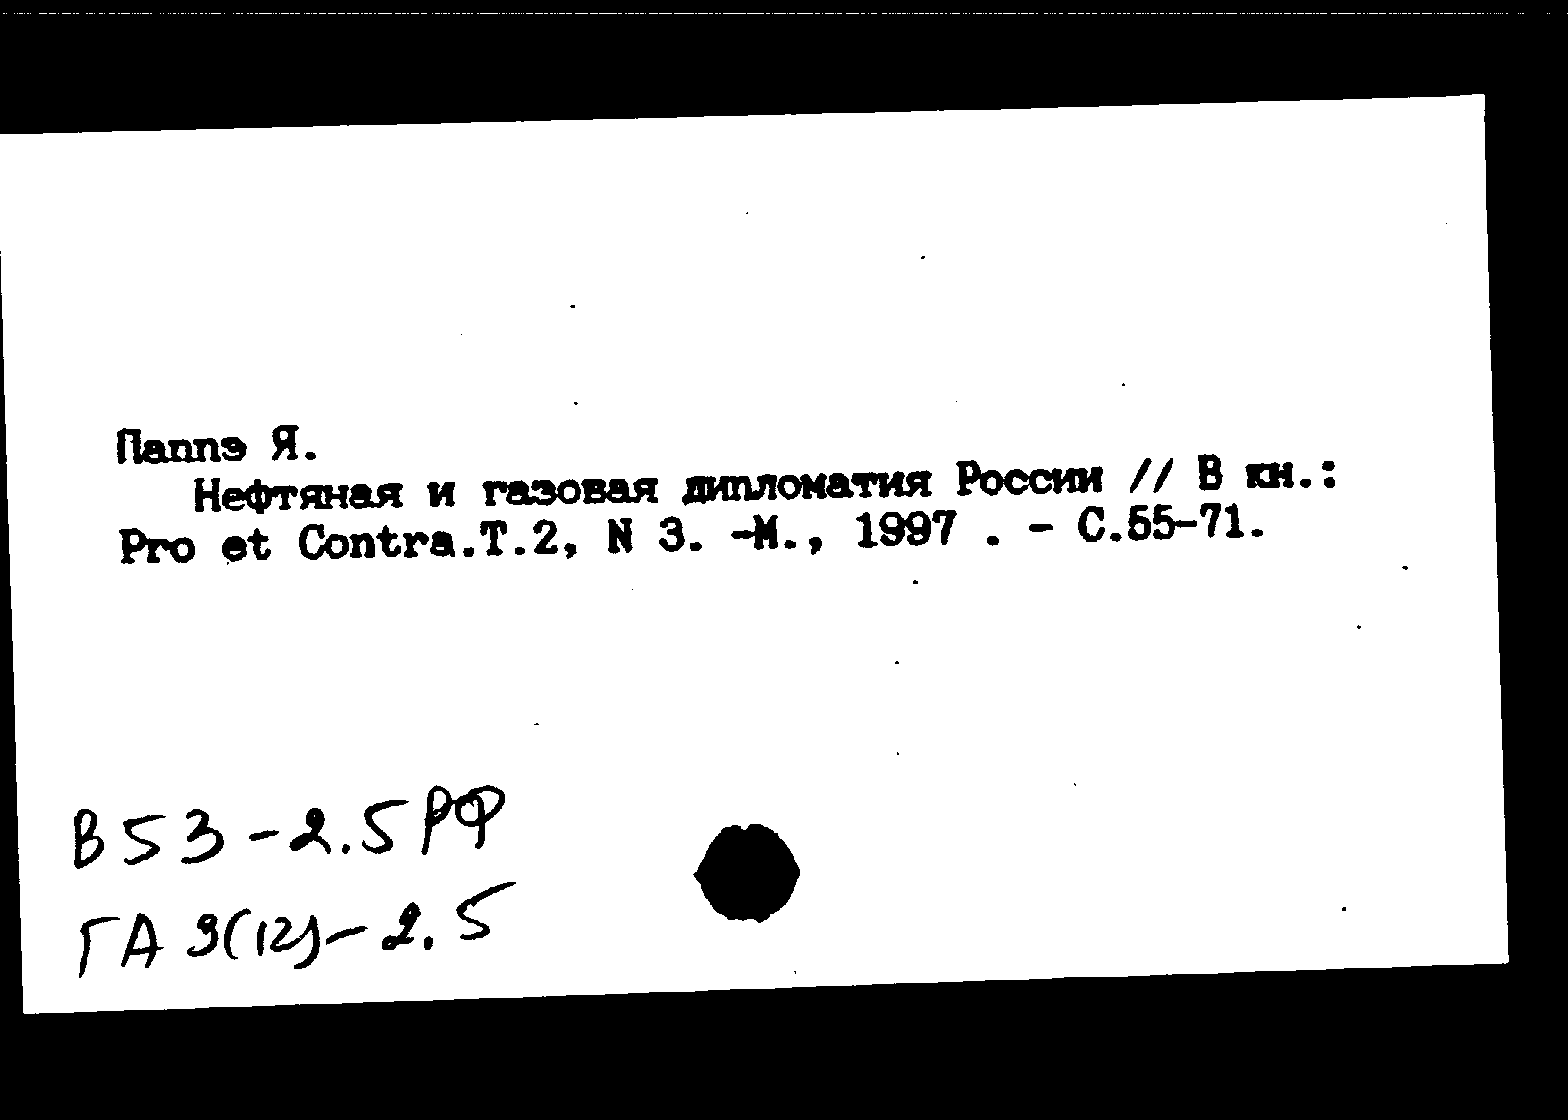 Паппэ Я.
Нефтяная и газовая дипломатия России // В кн.:
Pro et Contra.Т.2, N 3. -М., 1997 . - С.55-71.
В53-2.5РФ
ГА 9(12)-2.5